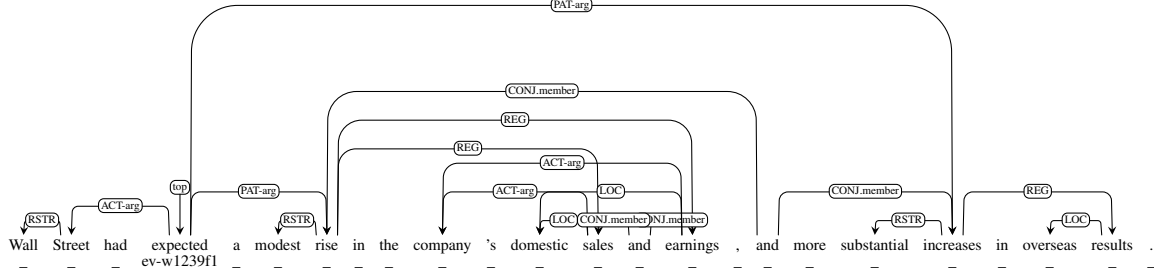 PAT-arg
CONJ.member
REG
REG
ACT-arg
top PAT-arg ACT-arg LOC CONJ.member REG
RSTR ACT-arg RSTR LOC CONJ.member ONJ.member RSTR LOC
Wall Street had expected a modest rise in the company 's domestic sales and earnings , and more substantial increases in overseas results .
ev-w1239f1
_ _ _ _ _ _ _ _ _ _ _ _ _ _ _ _ _ _ _ _ _ _ _